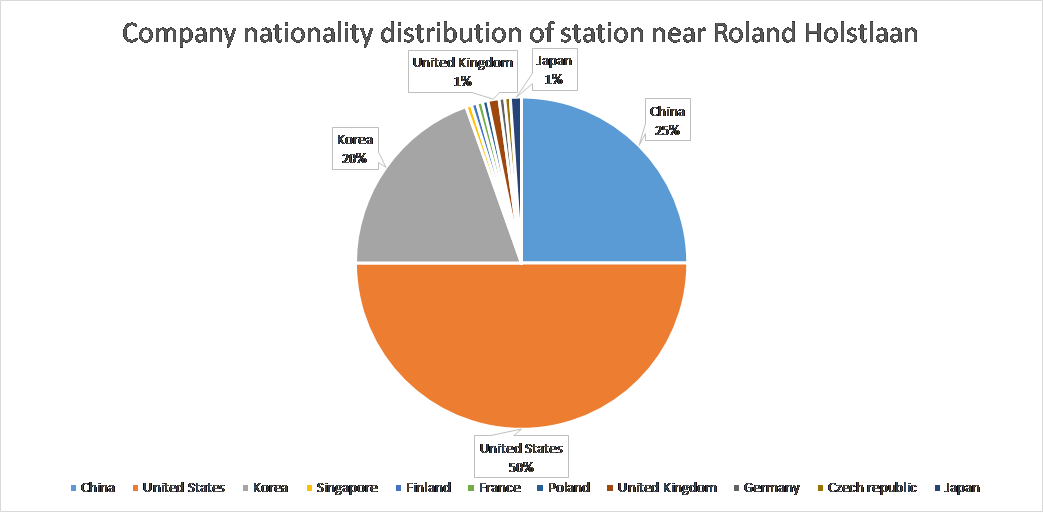 Company nationality distribution of station near Roland Holstlaan
United Kingdom
1%
Japan
1%
China
25%
Korea
20%
United States
50%
China United States Korea Singapore Finland France Poland United Kingdom Germany Czech republic Japan